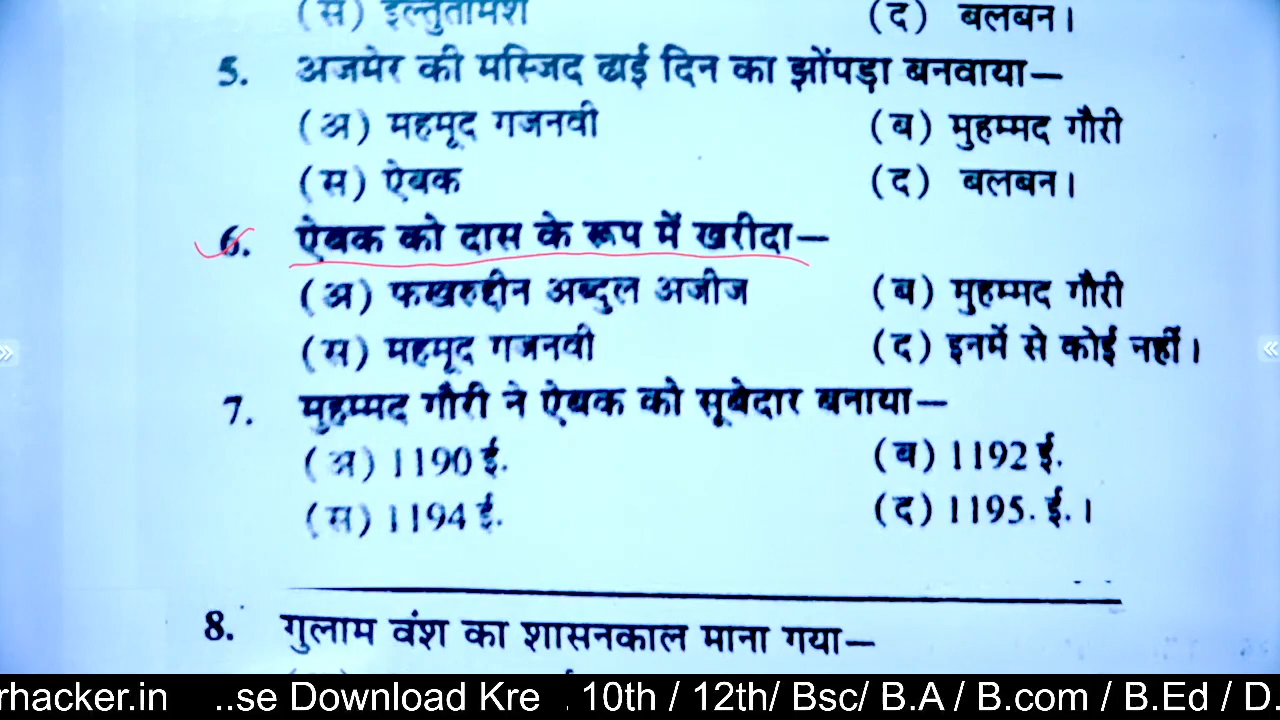 (स) इल्तुतमिश (द) बलबन।
5. अजमेर की मस्जिद ढाई दिन का झोंपड़ा बनवाया—
(अ) महमूद गजनवी (ब) मुहम्मद गौरी
(स) ऐबक (द) बलबन।
6. ऐबक को दास के रूप में खरीदा—
(अ) फखरुद्दीन अब्दुल अजीज (ब) मुहम्मद गौरी
(स) महमूद गजनवी (द) इनमें से कोई नहीं।
7. मुहम्मद गौरी ने ऐबक को सूबेदार बनाया—
(अ) 1190 ई. (ब) 1192 ई.
(स) 1194 ई. (द) 1195. ई.।
8. गुलाम वंश का शासनकाल माना गया—
rhacker.in ..se Download Kre . 10th / 12th/ Bsc/ B.A / B.com / B.Ed / D.